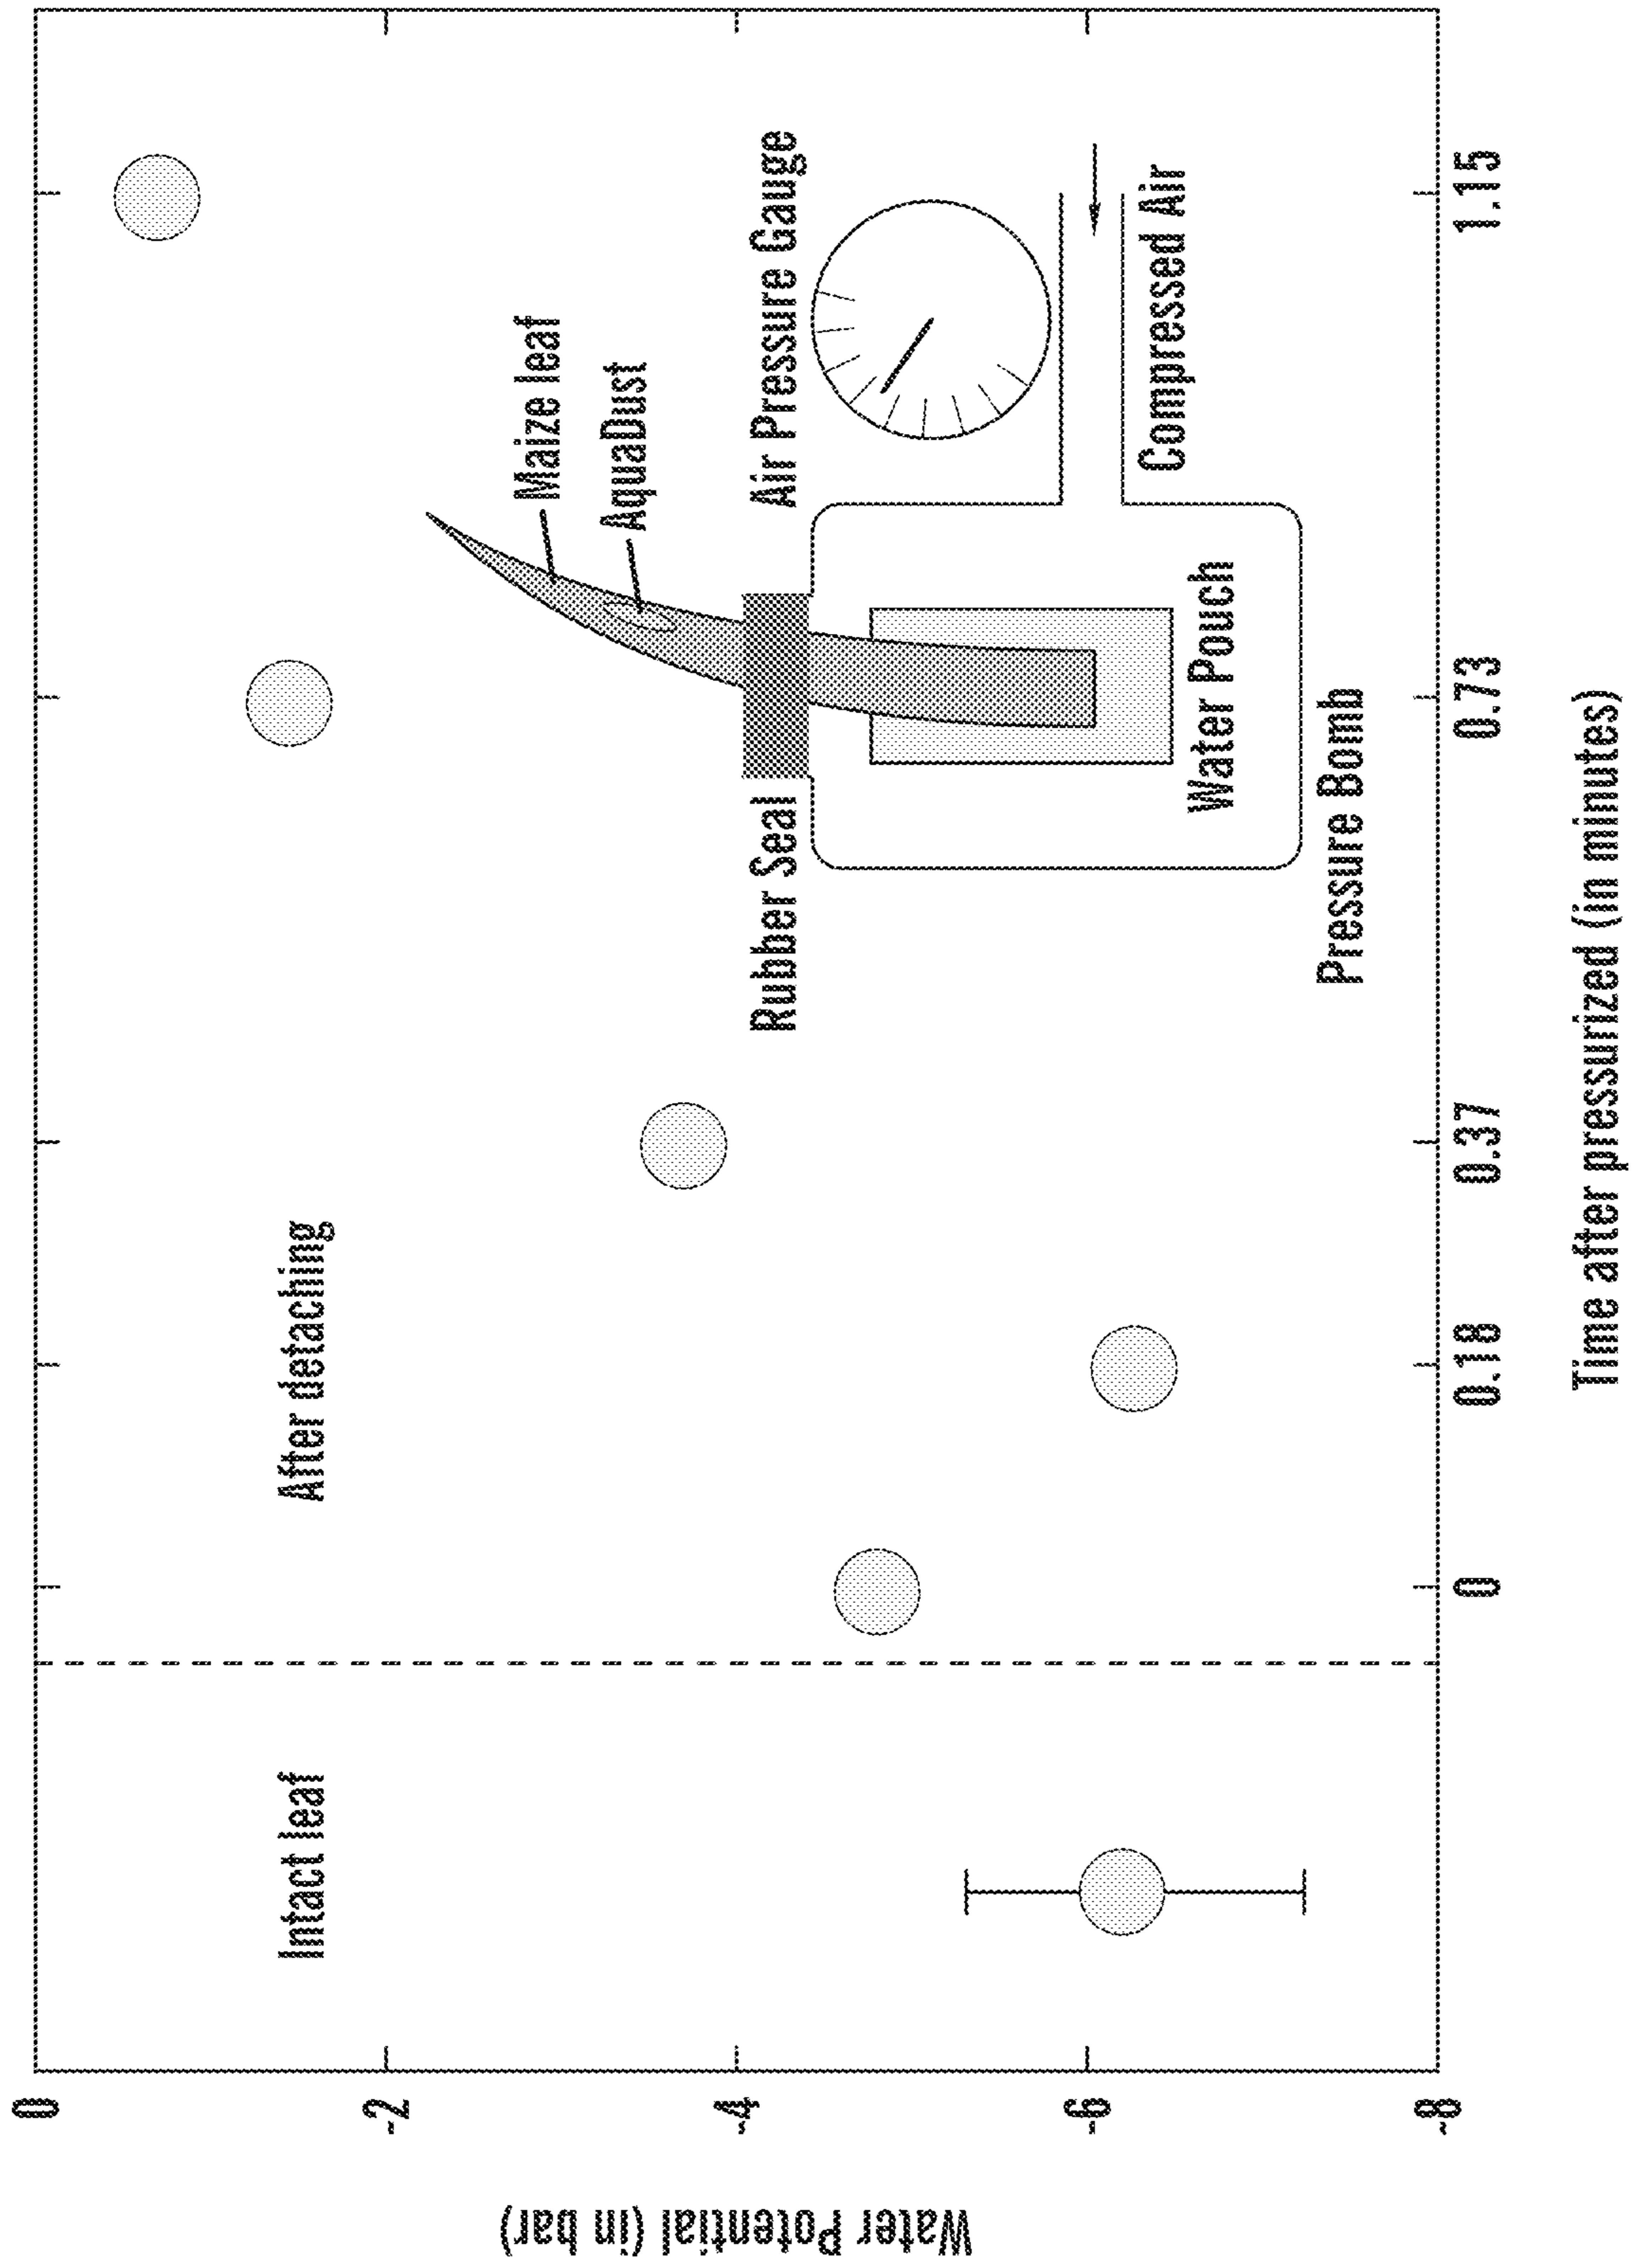 Water Potential (in bar)
0
-2
-4
-6
-8
Intact leaf
After detaching
Maize leaf
AquaDust
Rubber Seal
Air Pressure Gauge
Compressed Air
Water Pouch
Pressure Bomb
0
0.18
0.37
0.73
1.15
Time after pressurized (in minutes)